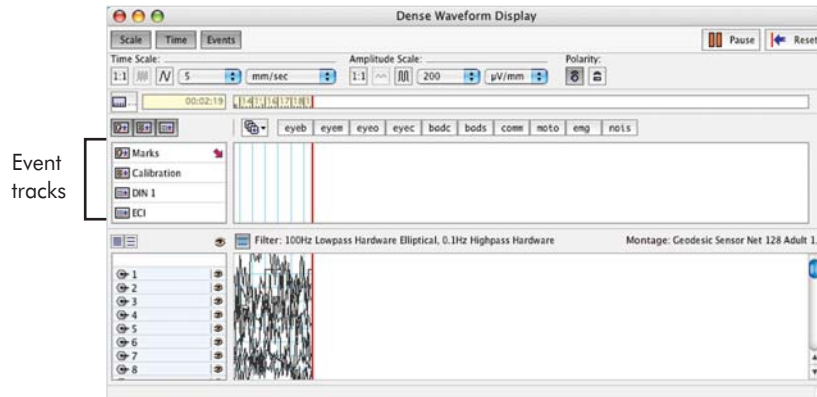 Dense Waveform Display
Scale Time Events Pause Reset
Time Scale: Amplitude Scale: Polarity:
1:1 5 mm/sec 1:1 200 µV/mm
00:02:19
eyeb eyem eyeo eyec badc bads comm moto emg nois
Event
tracks
Marks
Calibration
DIN 1
ECI
Filter: 100Hz Lowpass Hardware Elliptical, 0.1Hz Highpass Hardware Montage: Geodesic Sensor Net 128 Adult 1.
1
2
3
4
5
6
7
8